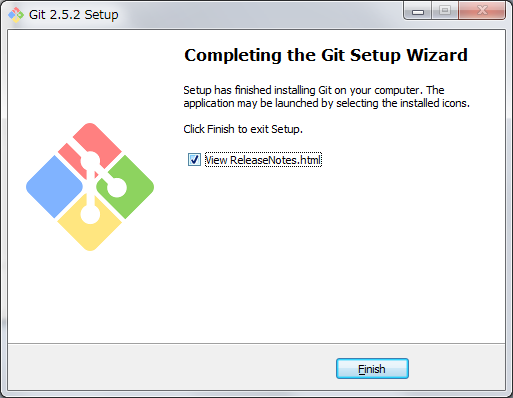 Git 2.5.2 Setup
Completing the Git Setup Wizard
Setup has finished installing Git on your computer. The
application may be launched by selecting the installed icons.
Click Finish to exit Setup.
View ReleaseNotes.html
Finish